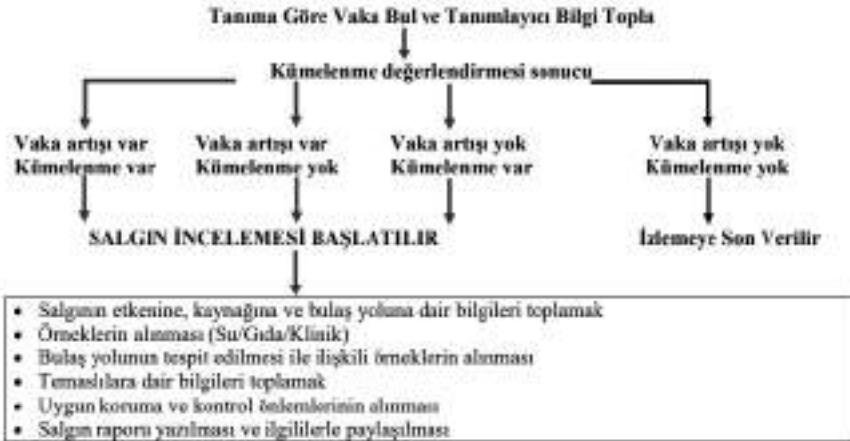 Tanıma Göre Vaka Bul ve Tanımlayıcı Bilgi Topla
Kümelenme değerlendirmesi sonucu
Vaka artışı var
Kümelenme var
Vaka artışı var
Kümelenme yok
Vaka artışı yok
Kümelenme var
Vaka artışı yok
Kümelenme yok
SALGIN İNCELEMESİ BAŞLATILIR
İzlemeye Son Verilir
• Salgının etkenine, kaynağına ve bulaş yoluna dair bilgileri toplamak
• Örneklerin alınması (Su/Gıda/Klinik)
• Bulaş yolunun tespit edilmesi ile ilişkili örneklerin alınması
• Temaslılara dair bilgileri toplamak
• Uygun koruma ve kontrol önlemlerinin alınması
• Salgın raporu yazılması ve ilgililerle paylaşılması